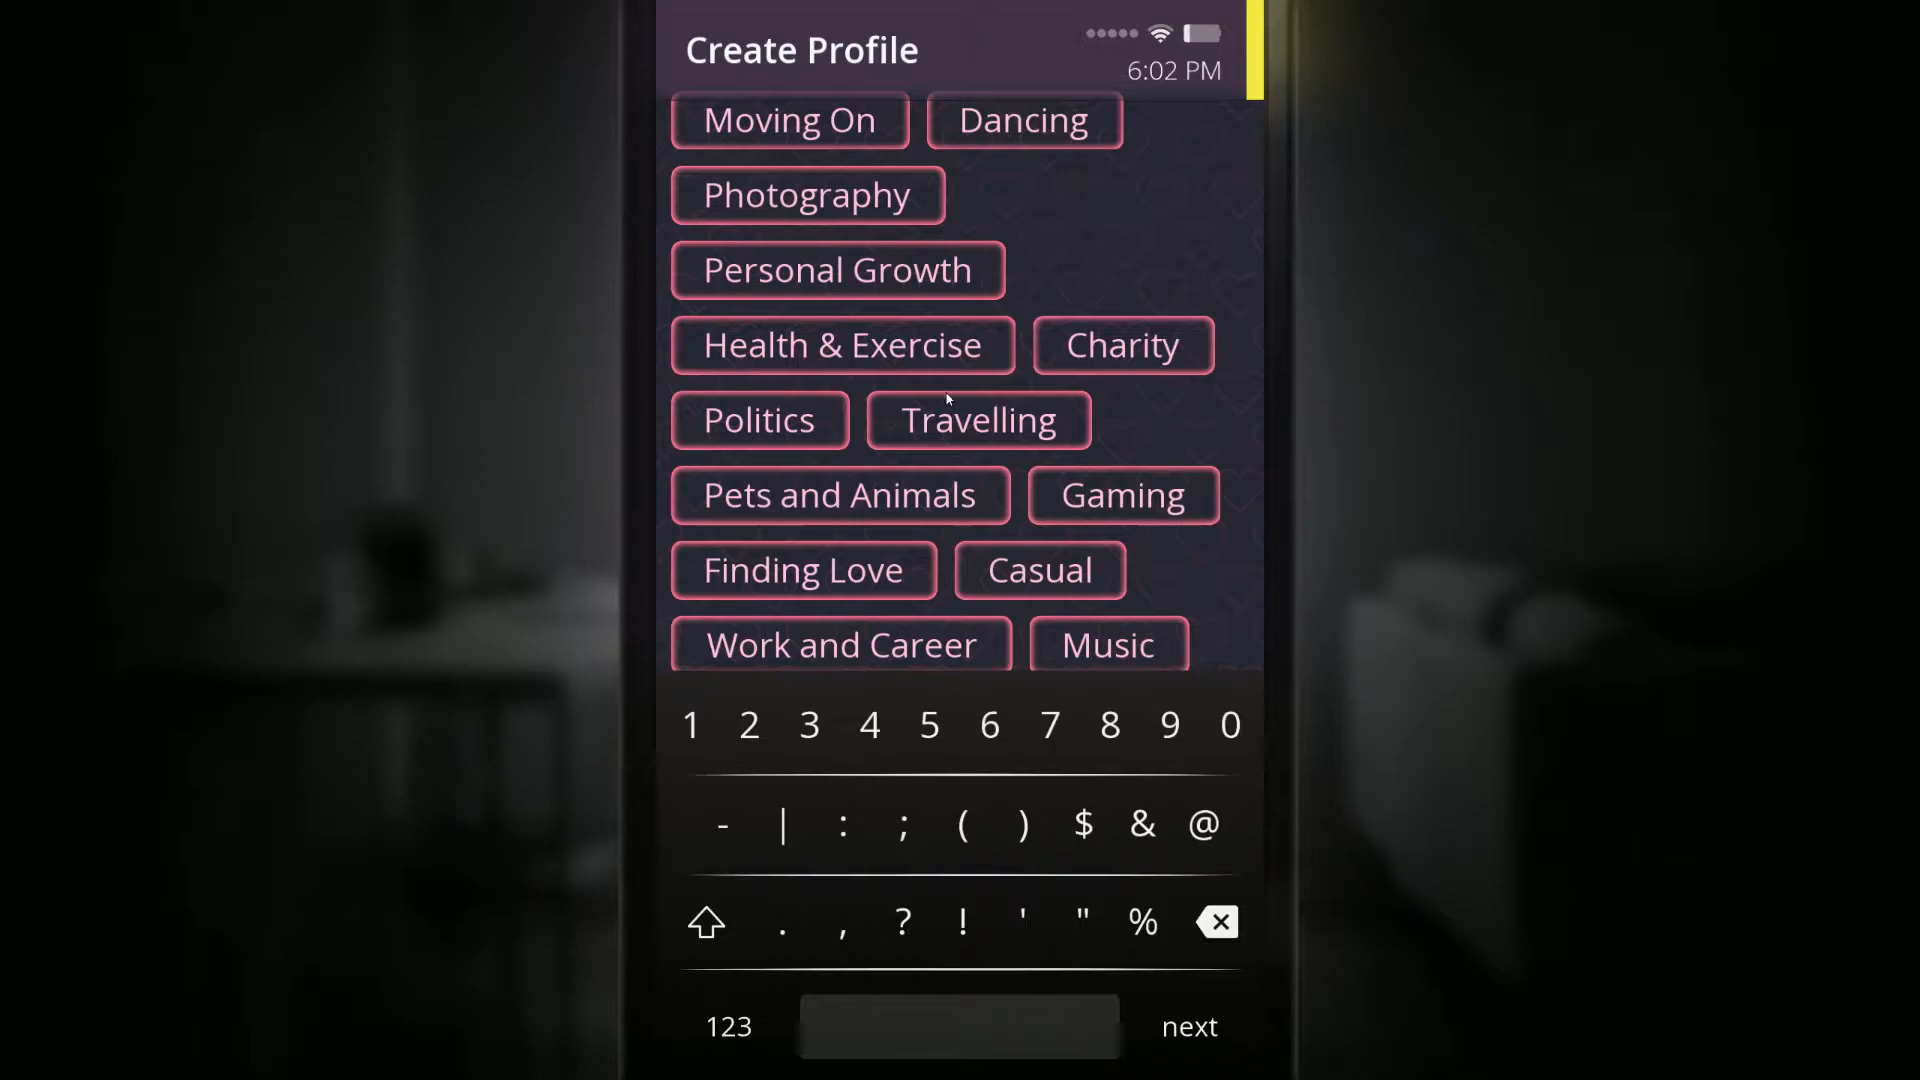 Create Profile
6:02 PM
Moving On Dancing
Photography
Personal Growth
Health & Exercise Charity
Politics Travelling
Pets and Animals Gaming
Finding Love Casual
Work and Career Music
1 2 3 4 5 6 7 8 9 0
- | : ; ( ) $ & @
. , ? ! ' " %
123 next